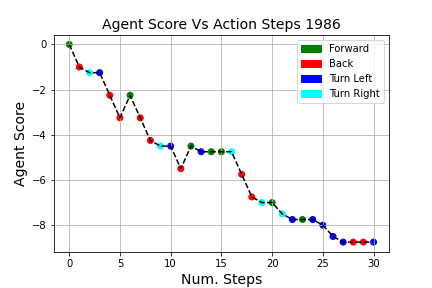 Agent Score Vs Action Steps 1986
Forward
Back
Turn Left
Turn Right
Agent Score
0
−2
−4
−6
−8
0 5 10 15 20 25 30
Num. Steps